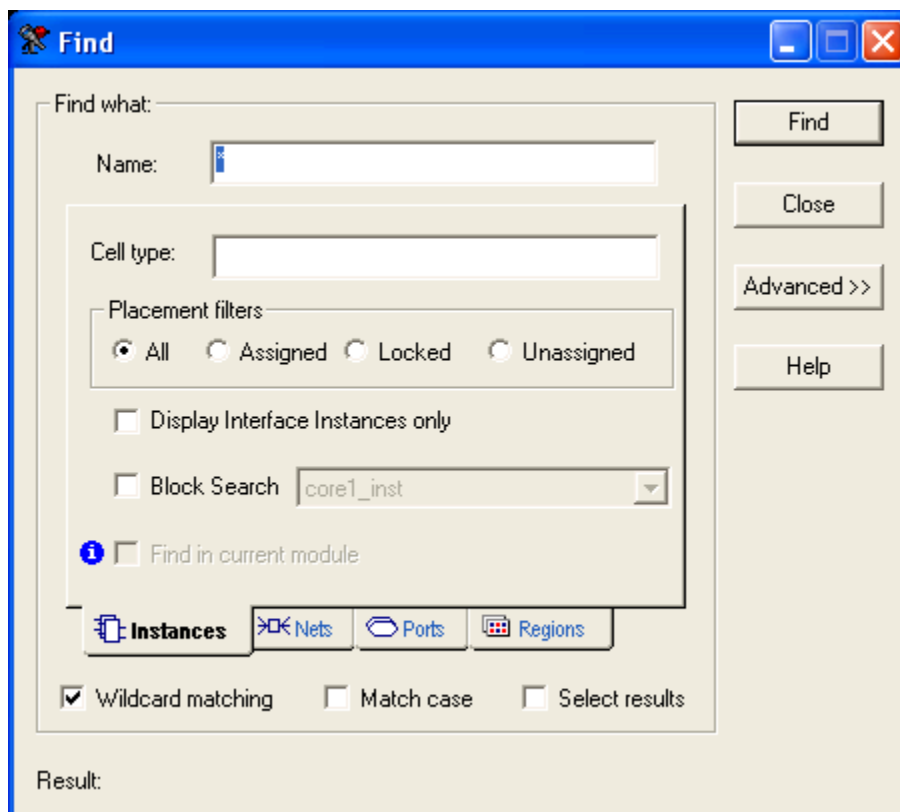 Find
Find what:
Name: *
Cell type:
Placement filters
All Assigned Locked Unassigned
Display Interface Instances only
Block Search core1_inst
Find in current module
Instances Nets Ports Regions
Wildcard matching Match case Select results
Result:
Find
Close
Advanced >>
Help